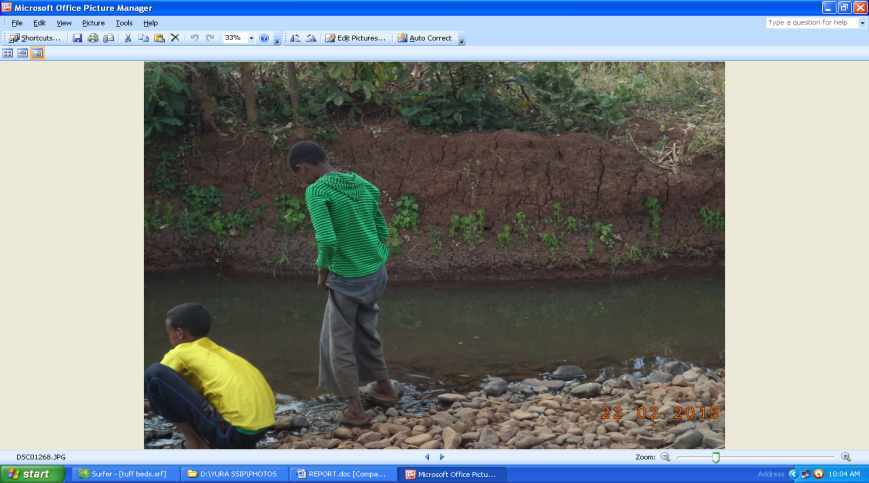 Microsoft Office Picture Manager
File Edit View Picture Tools Help
Type a question for help
Shortcuts... 33% Edit Pictures... Auto Correct
22 02 2015
DSC01268.JPG
Zoom:
start
Surfer - [tuff beds.srf]
D:\YURA SSIP\PHOTOS
REPORT.doc [Compa...
Microsoft Office Pictu...
Address
10:04 AM